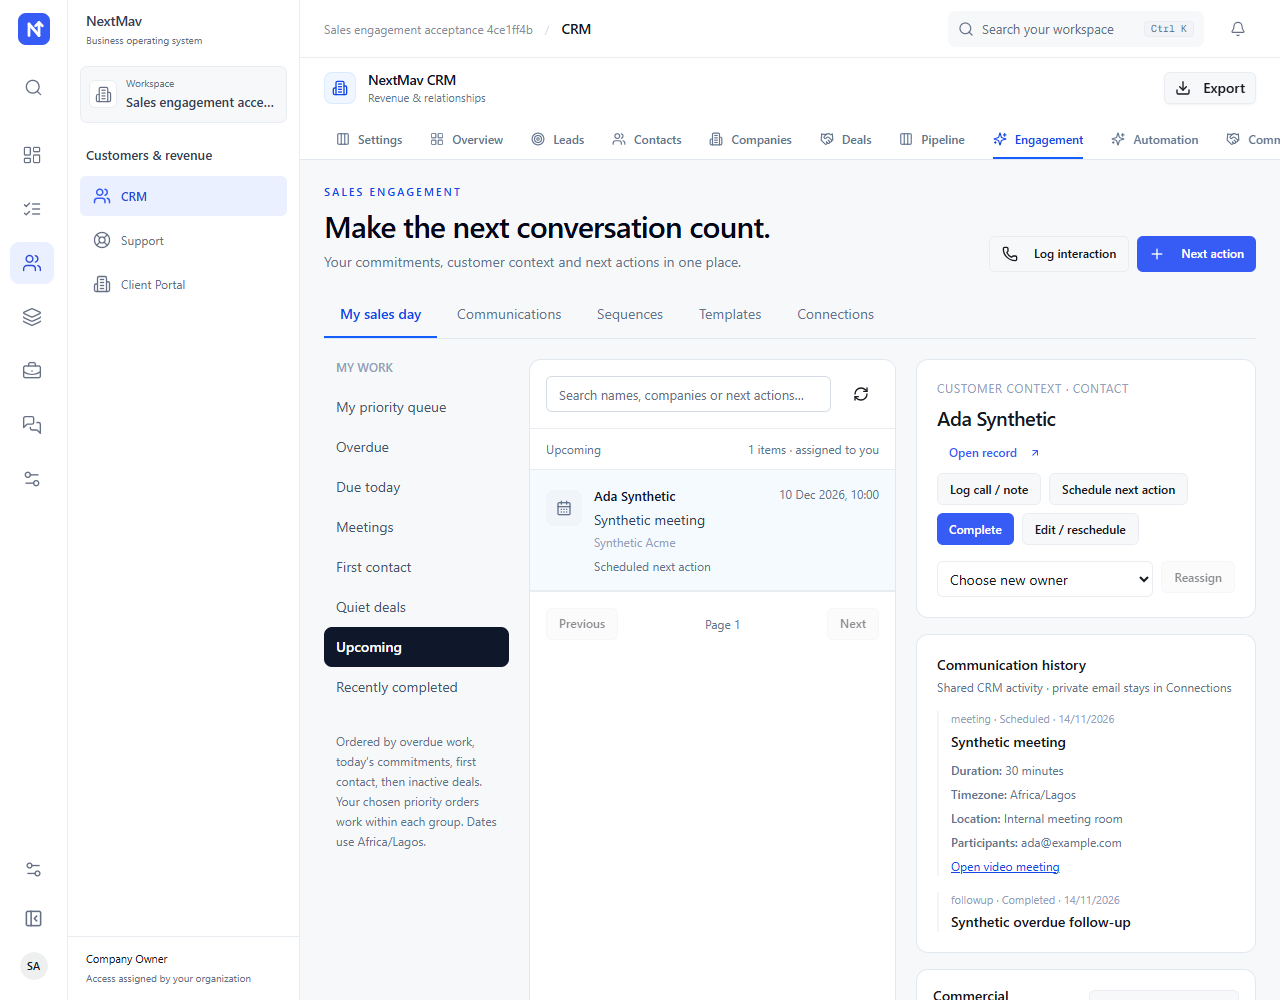 NextMav
Business operating system
Workspace
Sales engagement acce...
Customers & revenue
CRM
Support
Client Portal
Company Owner
Access assigned by your organization
SA
Sales engagement acceptance 4ce1ff4b / CRM
Search your workspace
Ctrl K
NextMav CRM
Revenue & relationships
Export
Settings
Overview
Leads
Contacts
Companies
Deals
Pipeline
Engagement
Automation
Comm
SALES ENGAGEMENT
Make the next conversation count.
Your commitments, customer context and next actions in one place.
Log interaction
Next action
My sales day
Communications
Sequences
Templates
Connections
MY WORK
My priority queue
Overdue
Due today
Meetings
First contact
Quiet deals
Upcoming
Recently completed
Ordered by overdue work,
today's commitments, first
contact, then inactive deals.
Your chosen priority orders
work within each group. Dates
use Africa/Lagos.
Search names, companies or next actions...
Upcoming
1 items · assigned to you
Ada Synthetic
10 Dec 2026, 10:00
Synthetic meeting
Synthetic Acme
Scheduled next action
Previous
Page 1
Next
CUSTOMER CONTEXT · CONTACT
Ada Synthetic
Open record
Log call / note
Schedule next action
Complete
Edit / reschedule
Choose new owner
Reassign
Communication history
Shared CRM activity · private email stays in Connections
meeting · Scheduled · 14/11/2026
Synthetic meeting
Duration: 30 minutes
Timezone: Africa/Lagos
Location: Internal meeting room
Participants: ada@example.com
Open video meeting
followup · Completed · 14/11/2026
Synthetic overdue follow-up
Commercial